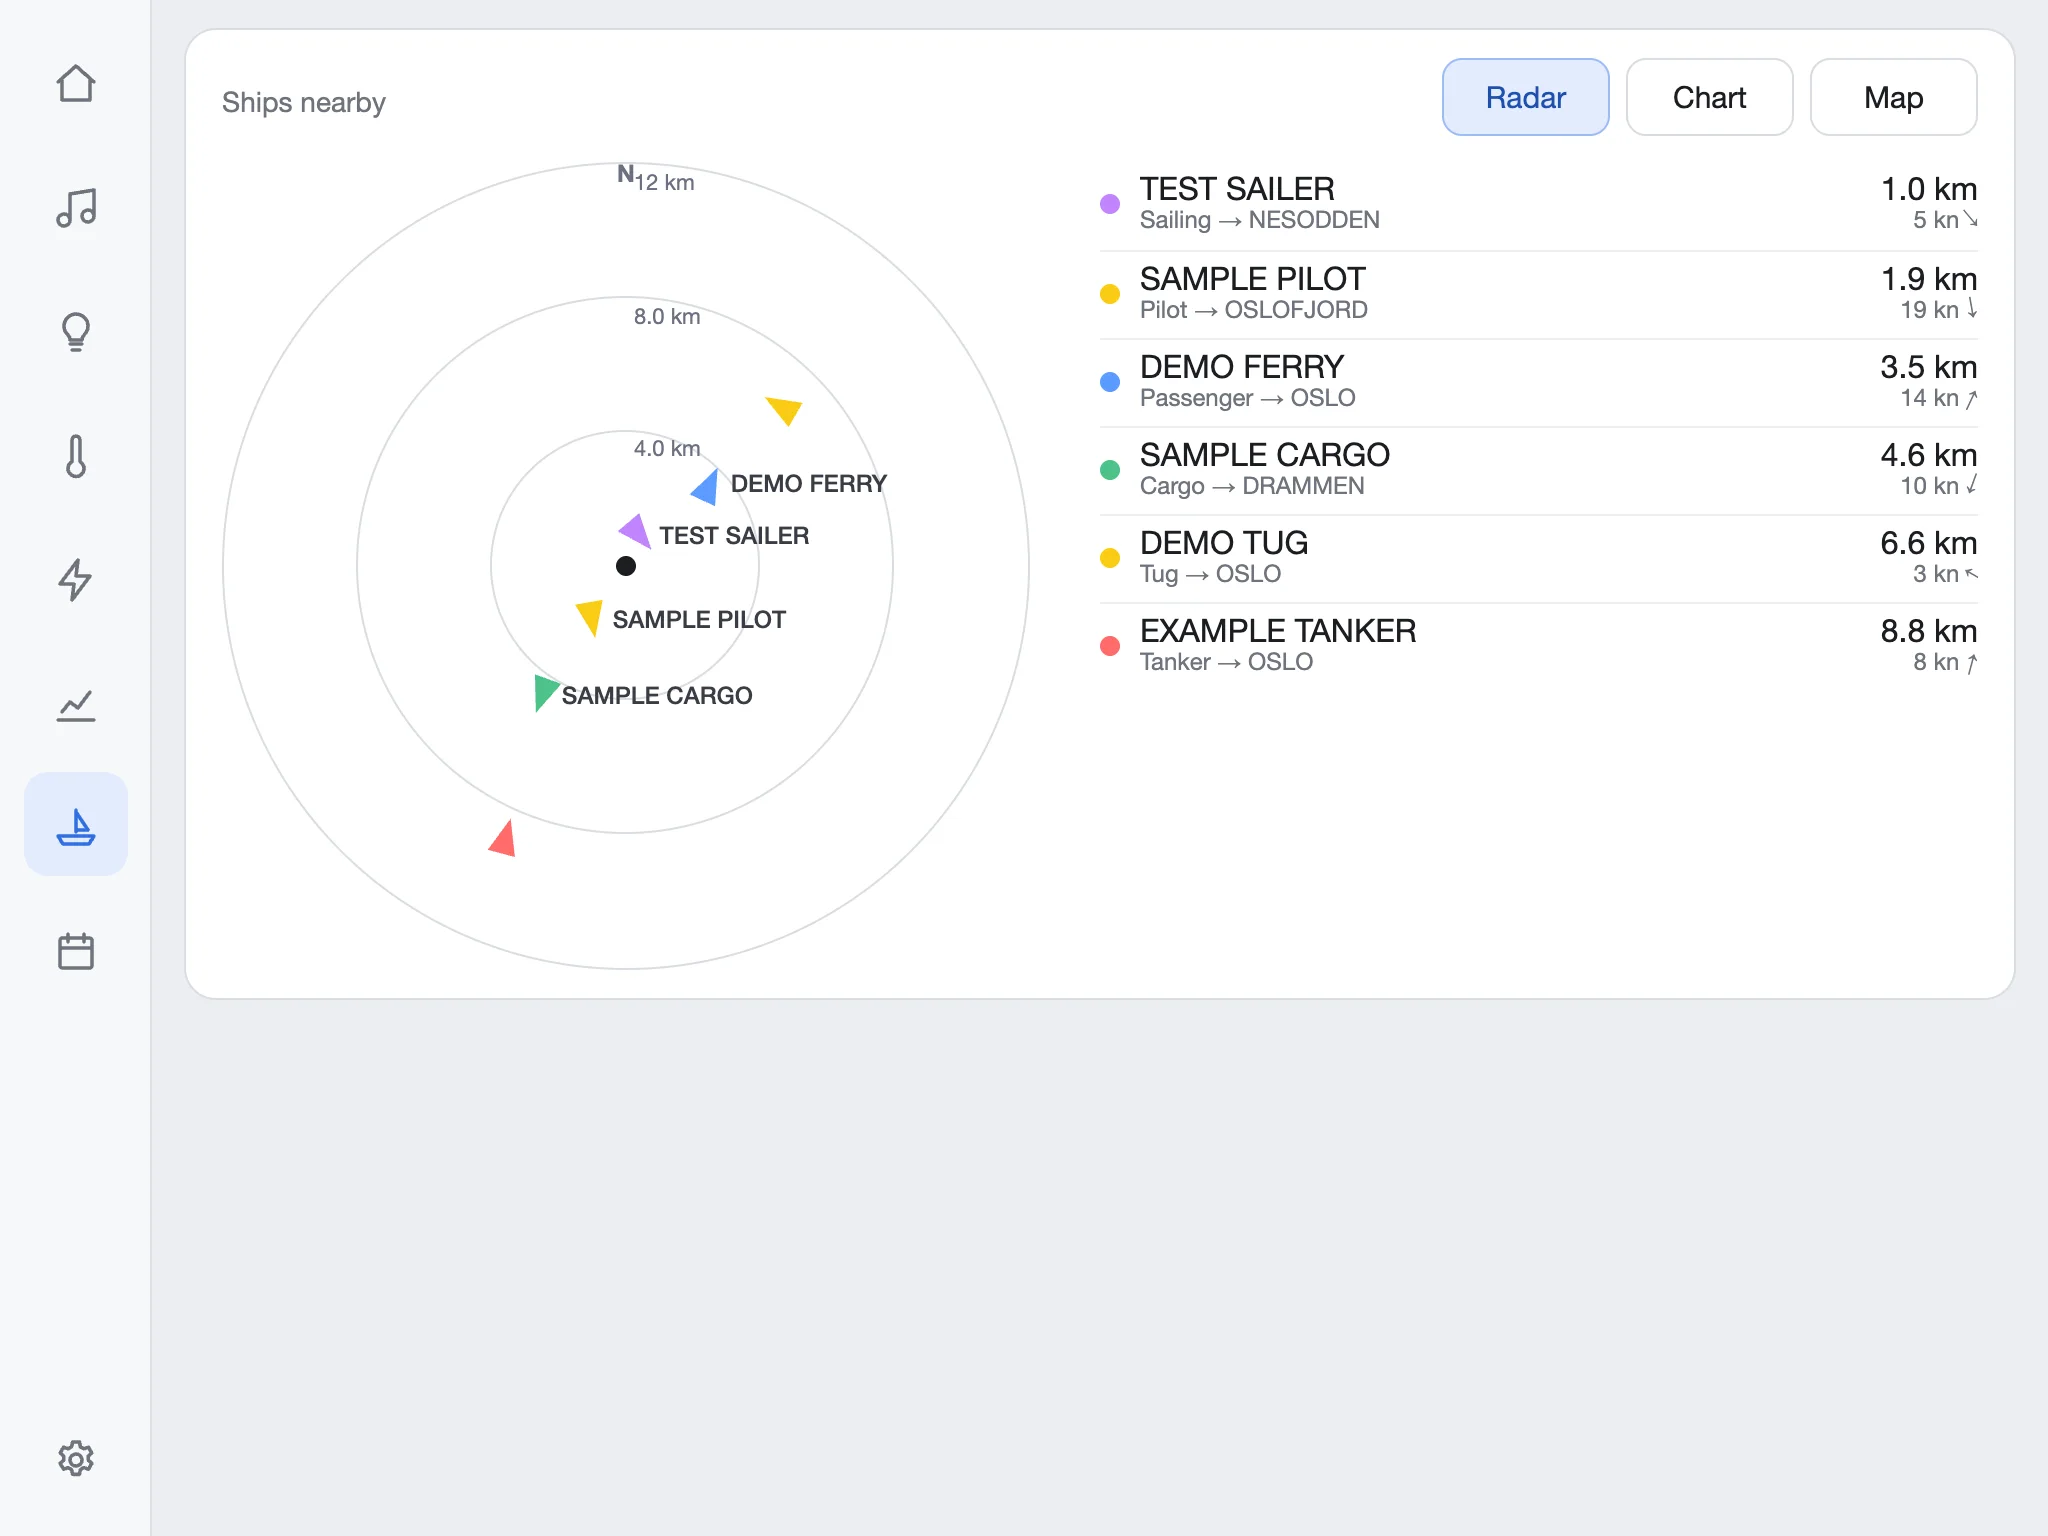 Ships nearby
Radar
Chart
Map
N
12 km
8.0 km
4.0 km
DEMO FERRY
TEST SAILER
SAMPLE PILOT
SAMPLE CARGO
TEST SAILER
1.0 km
Sailing → NESODDEN
5 kn ↘
SAMPLE PILOT
1.9 km
Pilot → OSLOFJORD
19 kn ↓
DEMO FERRY
3.5 km
Passenger → OSLO
14 kn ↗
SAMPLE CARGO
4.6 km
Cargo → DRAMMEN
10 kn ↙
DEMO TUG
6.6 km
Tug → OSLO
3 kn ↖
EXAMPLE TANKER
8.8 km
Tanker → OSLO
8 kn ↑